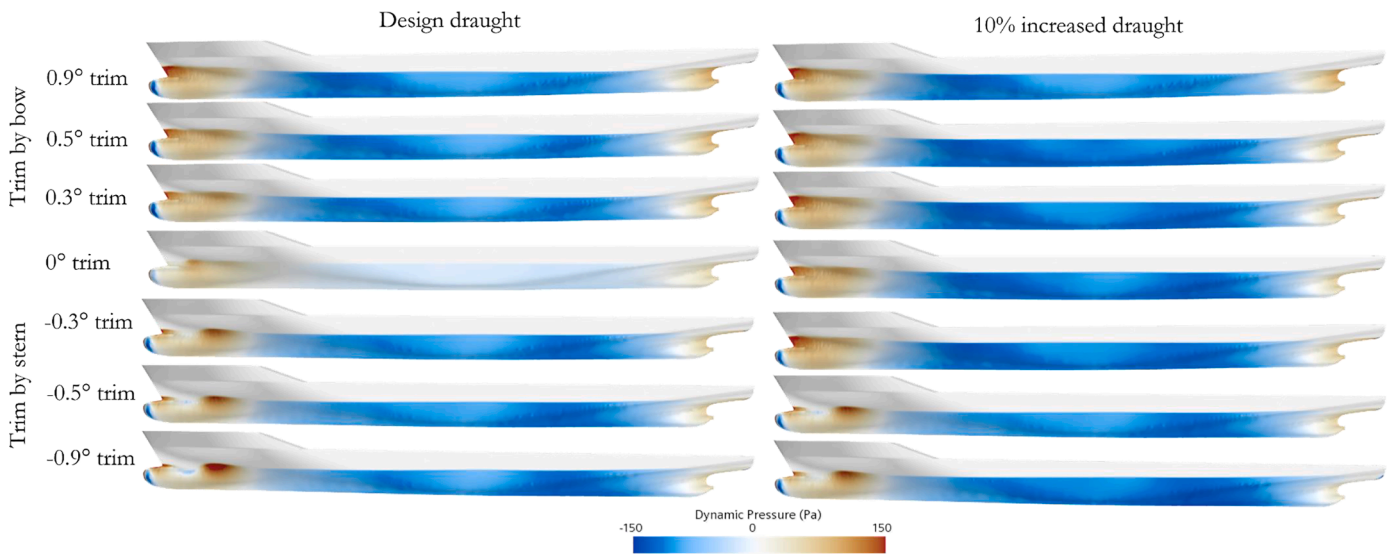 Design draught
10% increased draught
Trim by bow
0.9° trim
0.5° trim
0.3° trim
0° trim
Trim by stern
-0.3° trim
-0.5° trim
-0.9° trim
Dynamic Pressure (Pa)
-150 0 150